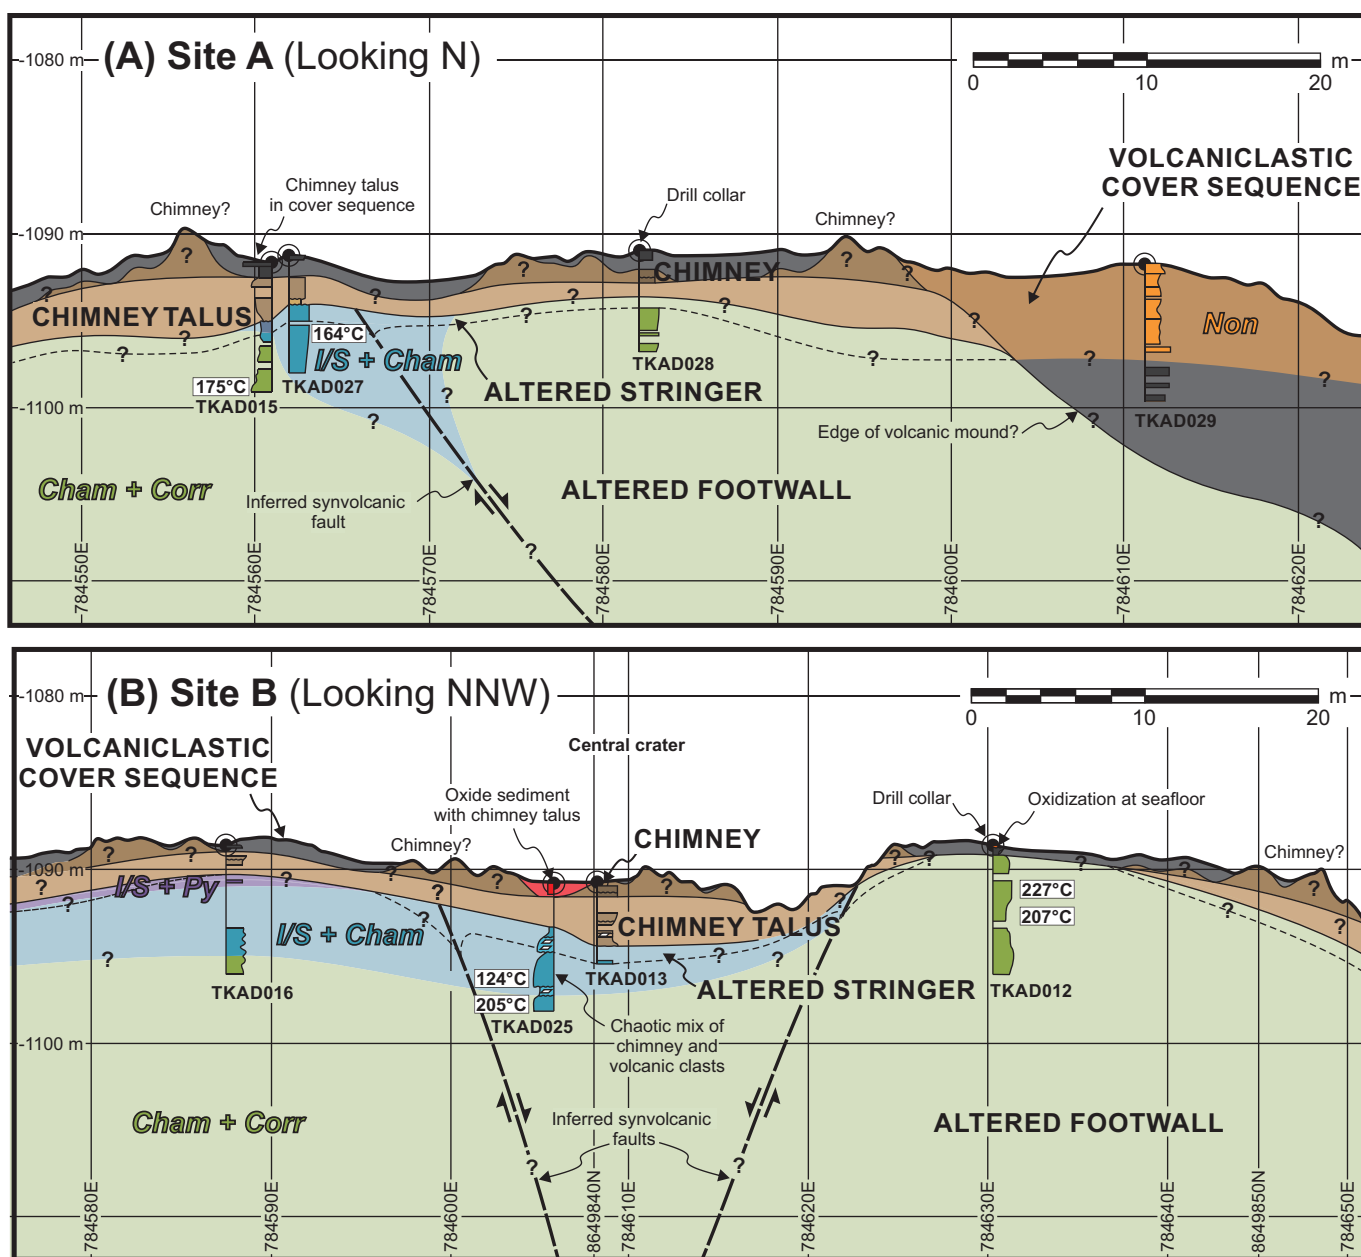 (A) Site A (Looking N)
-1080 m
m
0
10
20
VOLCANICLASTIC
COVER SEQUENCE
Chimney talus
in cover sequence
Chimney?
Drill collar
Chimney?
-1090 m
?
?
?
?
?
CHIMNEY
CHIMNEY TALUS
?
?
?
?
?
164°C
I/S + Cham
TKAD027
175°C
TKAD015
TKAD028
ALTERED STRINGER
?
?
?
?
Non
?
?
TKAD029
-1100 m
?
Edge of volcanic mound?
Cham + Corr
Inferred synvolcanic
fault
ALTERED FOOTWALL
?
?
784550E
784560E
784570E
784580E
784590E
784600E
784610E
784620E
(B) Site B (Looking NNW)
-1080 m
m
0
10
20
VOLCANICLASTIC
COVER SEQUENCE
Central crater
Oxide sediment
with chimney talus
Chimney?
CHIMNEY
Drill collar
Oxidization at seafloor
Chimney?
-1090 m
?
?
?
?
?
?
?
?
?
?
?
?
I/S + Py
?
?
?
?
?
I/S + Cham
CHIMNEY TALUS
?
?
?
?
227°C
207°C
TKAD016
124°C
205°C
TKAD025
TKAD013
ALTERED STRINGER
TKAD012
Chaotic mix of
chimney and
volcanic clasts
-1100 m
Cham + Corr
Inferred synvolcanic
faults
ALTERED FOOTWALL
?
?
784580E
784590E
784600E
8649840N
784610E
784620E
784630E
784640E
8649850N
784650E